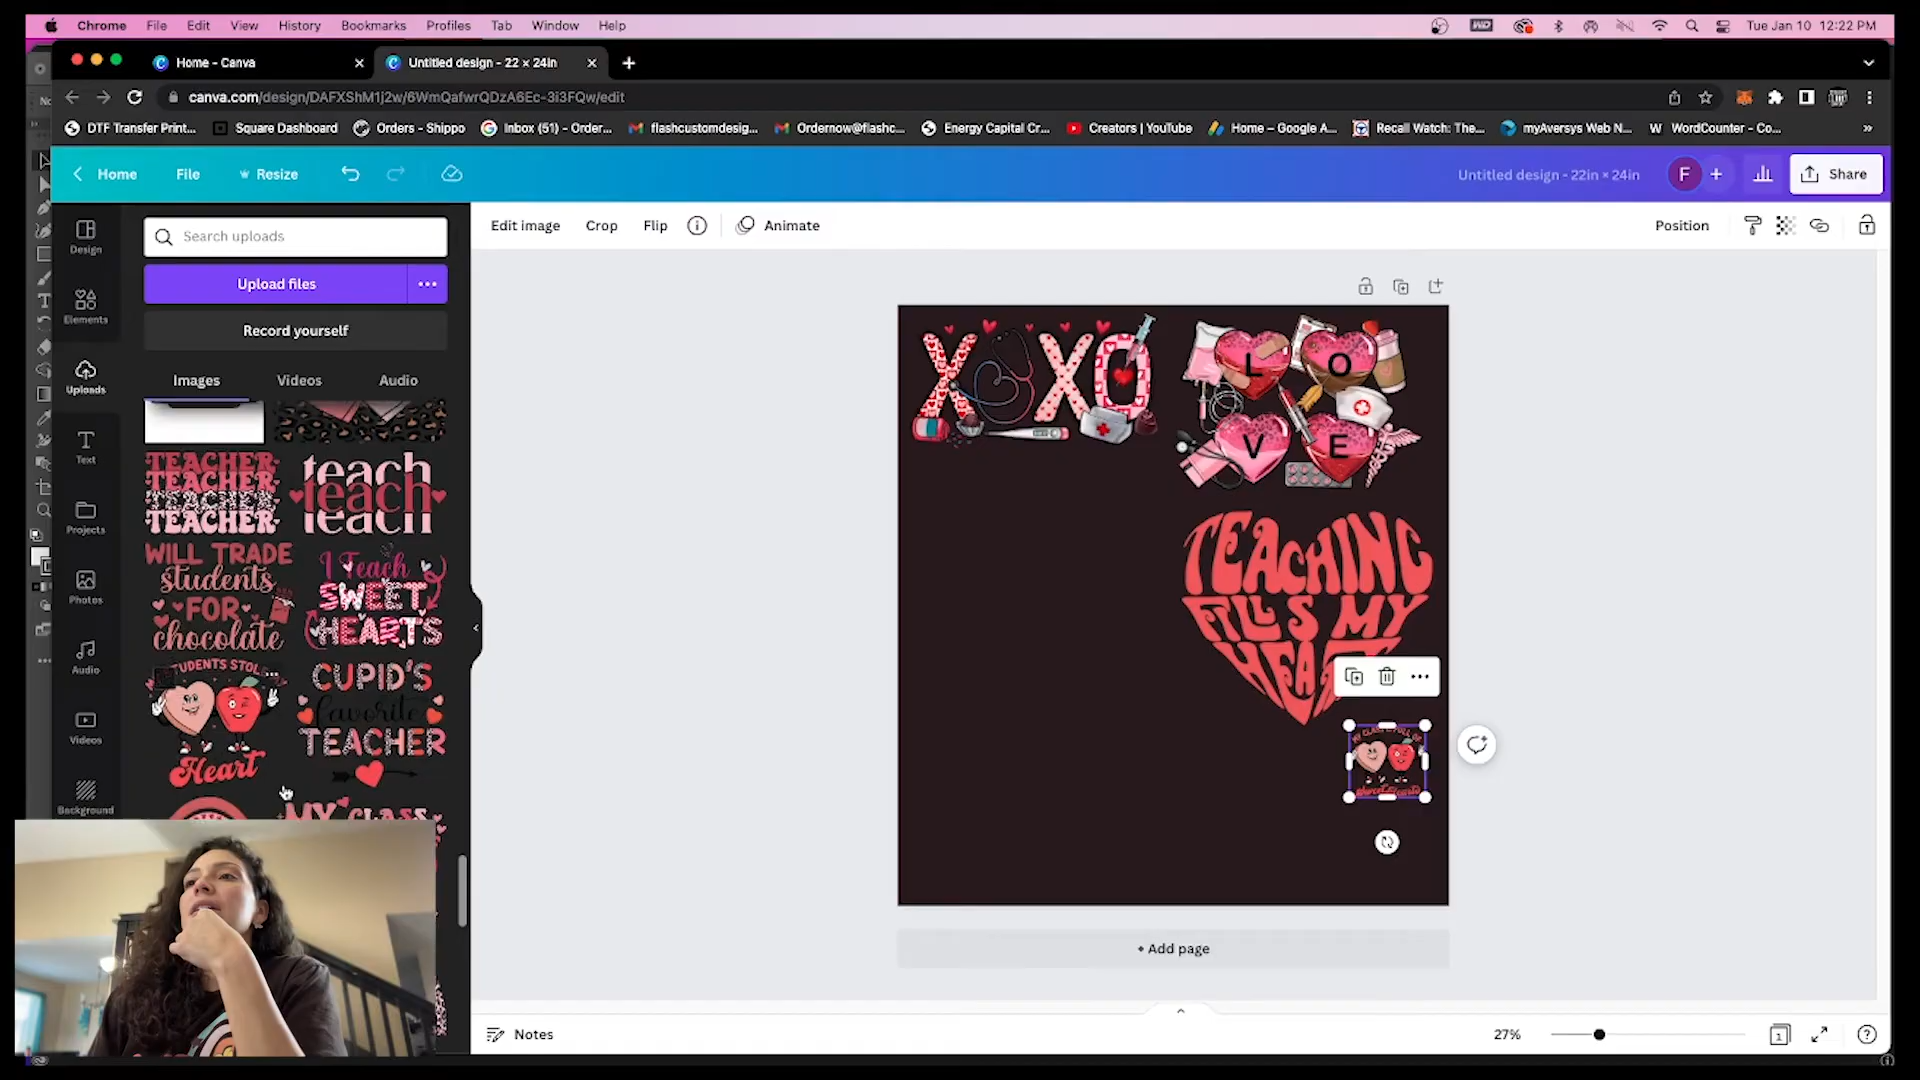 Chrome File Edit View History Bookmarks Profiles Tab Window Help
Tue Jan 10 12:22 PM
Home - Canva
Untitled design - 22 × 24in
canva.com/design/DAFXShM1j2w/6WmQafwrQDzA6Ec-3i3FQw/edit
DTF Transfer Print...
Square Dashboard
Orders - Shippo
Inbox (51) - Order...
flashcustomdesig...
Ordernow@flashc...
Energy Capital Cr...
Creators | YouTube
Home – Google A...
Recall Watch: The...
myAversys Web N...
W WordCounter - Co...
Home
File
Resize
Untitled design - 22in × 24in
F
Share
Edit image
Crop
Flip
Animate
Position
Design
Elements
Uploads
Text
Projects
Photos
Audio
Videos
Background
Search uploads
Upload files
Record yourself
Images
Videos
Audio
TEACHER
TEACHER
TEACHER
TEACHER
teach
teach
teach
WILL TRADE
students
FOR
chocolate
I Teach
SWEET
HEARTS
Heart
CUPID'S
favorite
TEACHER
MY CLASS
XOXO
L O
V E
TEACHING
FILLS MY
+ Add page
Notes
27%
1